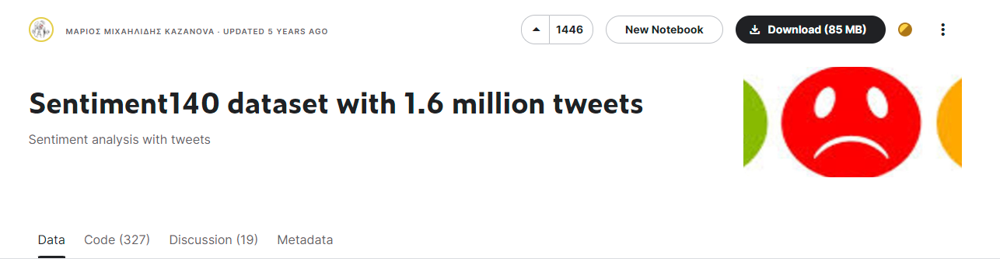 ΜΑΡΙΟΣ ΜΙΧΑΗΛΙΔΗΣ KAZANOVA · UPDATED 5 YEARS AGO
1446
New Notebook
Download (85 MB)
Sentiment140 dataset with 1.6 million tweets
Sentiment analysis with tweets
Data
Code (327)
Discussion (19)
Metadata